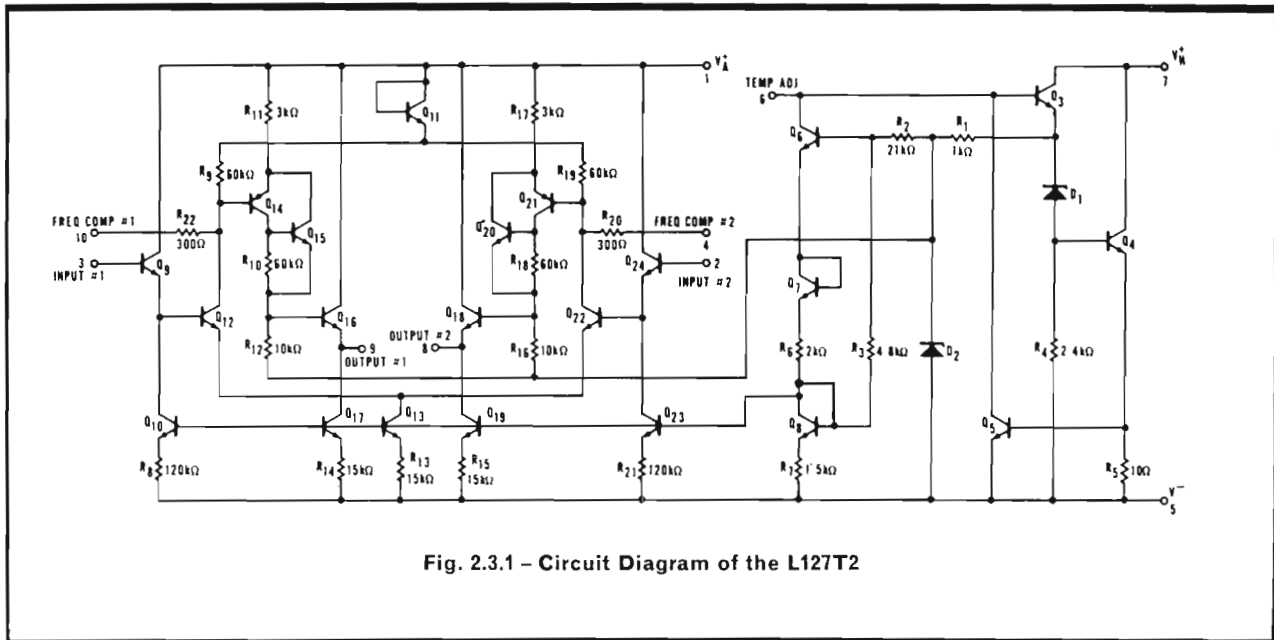 V+A
1
V+H
7
TEMP ADJ
6
Q3
R11
3kΩ
Q11
R17
3kΩ
Q6
R2
21kΩ
R1
1kΩ
R9
60kΩ
R19
60kΩ
D1
Q14
Q21
FREQ COMP #1
10
R22
300Ω
Q15
Q20
R20
300Ω
FREQ COMP #2
4
Q4
3
INPUT #1
Q9
R10
60kΩ
R18
60kΩ
Q24
2
INPUT #2
Q7
Q12
Q16
Q18
Q22
R12
10kΩ
9
OUTPUT #1
OUTPUT #2
8
R16
10kΩ
R6
2kΩ
R3
4 8kΩ
D2
R4
2 4kΩ
Q10
Q17
Q13
Q19
Q23
Q8
Q5
R8
120kΩ
R14
15kΩ
R13
15kΩ
R15
15kΩ
R21
120kΩ
R7
1'5kΩ
R5
10Ω
V-
5
Fig. 2.3.1 – Circuit Diagram of the L127T2